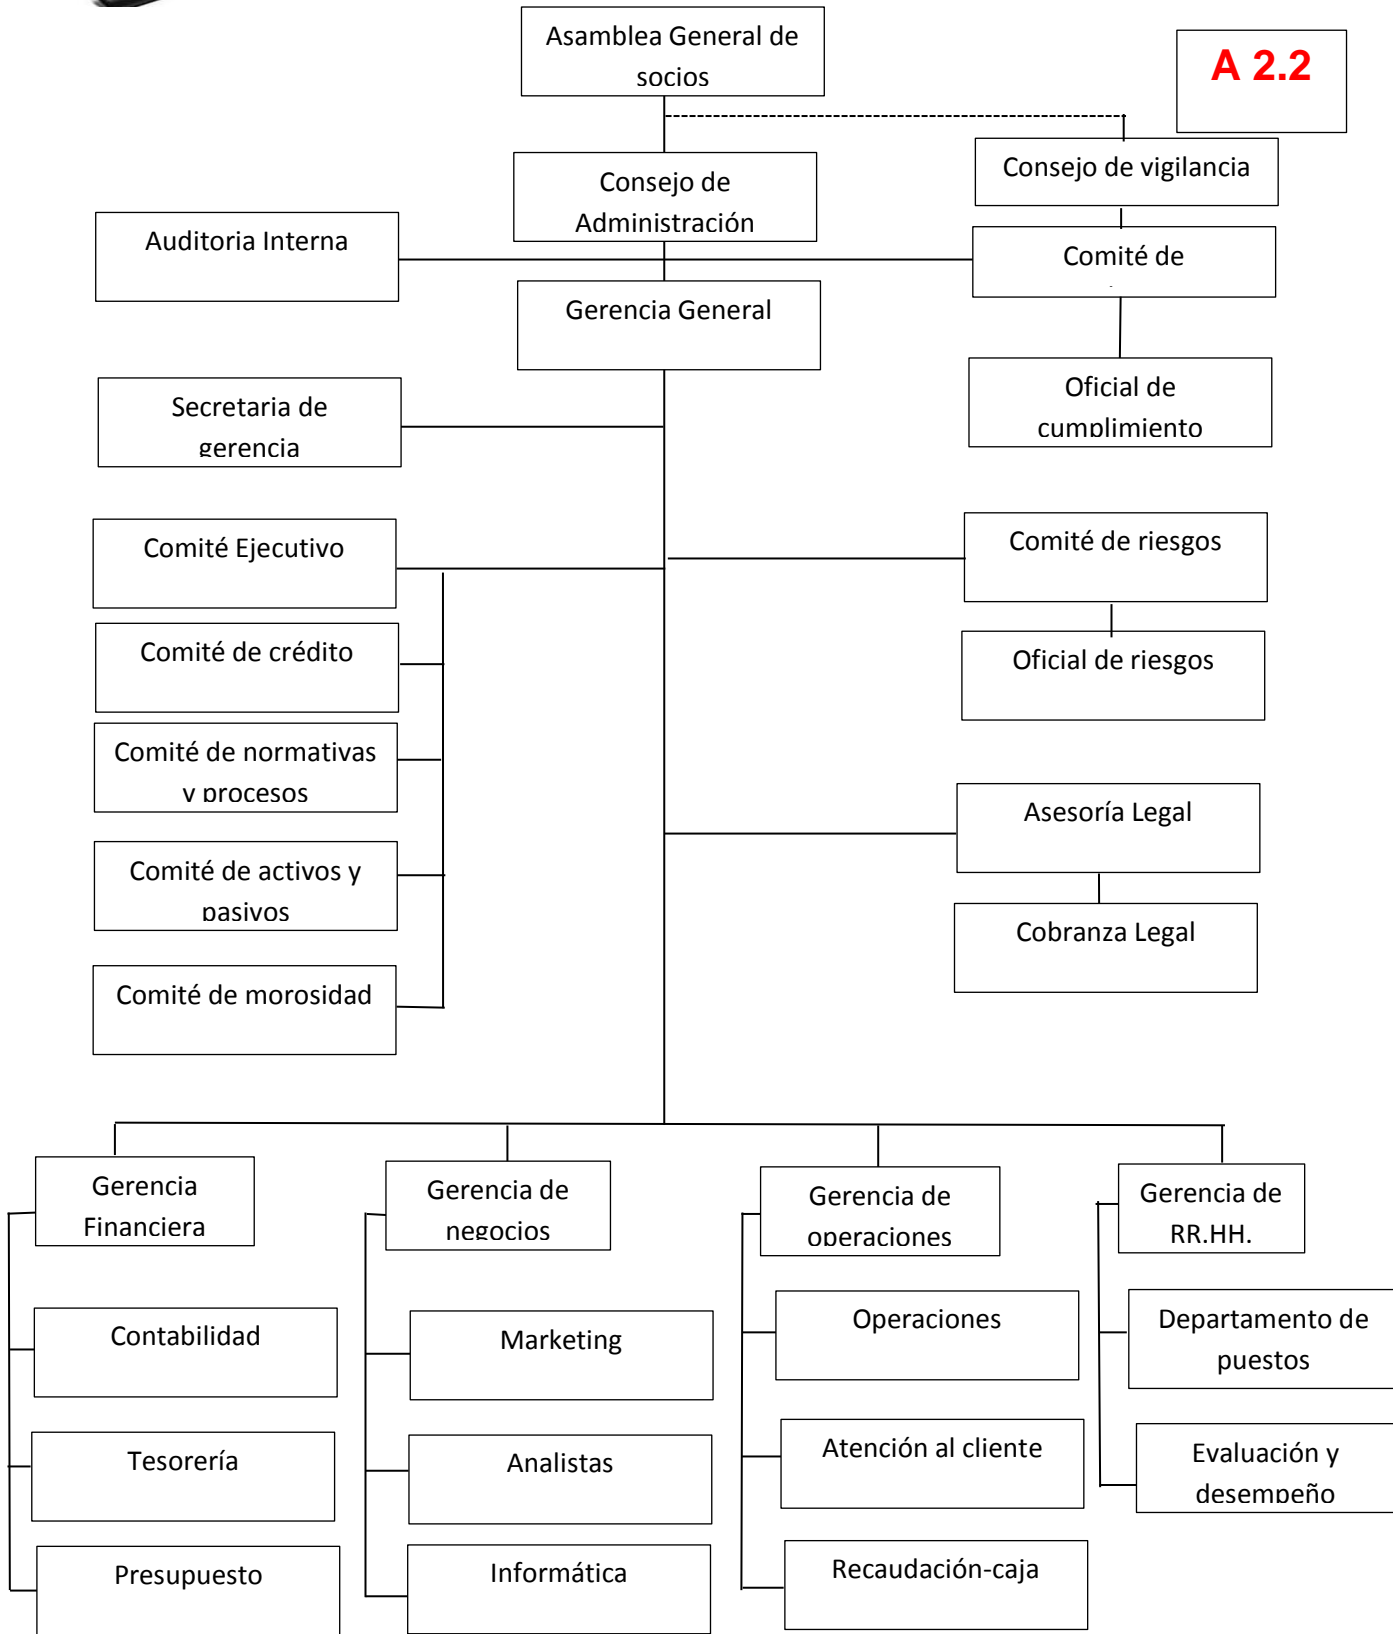 Asamblea General de
socios
A 2.2
Consejo de
Administración
Consejo de vigilancia
Auditoria Interna
Comité de
Gerencia General
Secretaria de
gerencia
Oficial de
cumplimiento
Comité Ejecutivo
Comité de riesgos
Comité de crédito
Oficial de riesgos
Comité de normativas
y procesos
Asesoría Legal
Comité de activos y
pasivos
Cobranza Legal
Comité de morosidad
Gerencia
Financiera
Gerencia de
negocios
Gerencia de
operaciones
Gerencia de
RR.HH.
Contabilidad
Marketing
Operaciones
Departamento de
puestos
Tesorería
Analistas
Atención al cliente
Evaluación y
desempeño
Presupuesto
Informática
Recaudación-caja